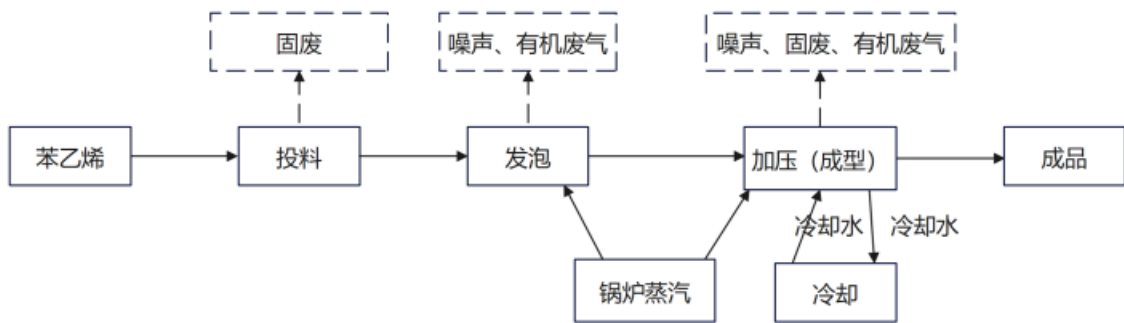 固废
噪声、有机废气
噪声、固废、有机废气
苯乙烯
投料
发泡
加压（成型）
成品
冷却水
冷却水
锅炉蒸汽
冷却